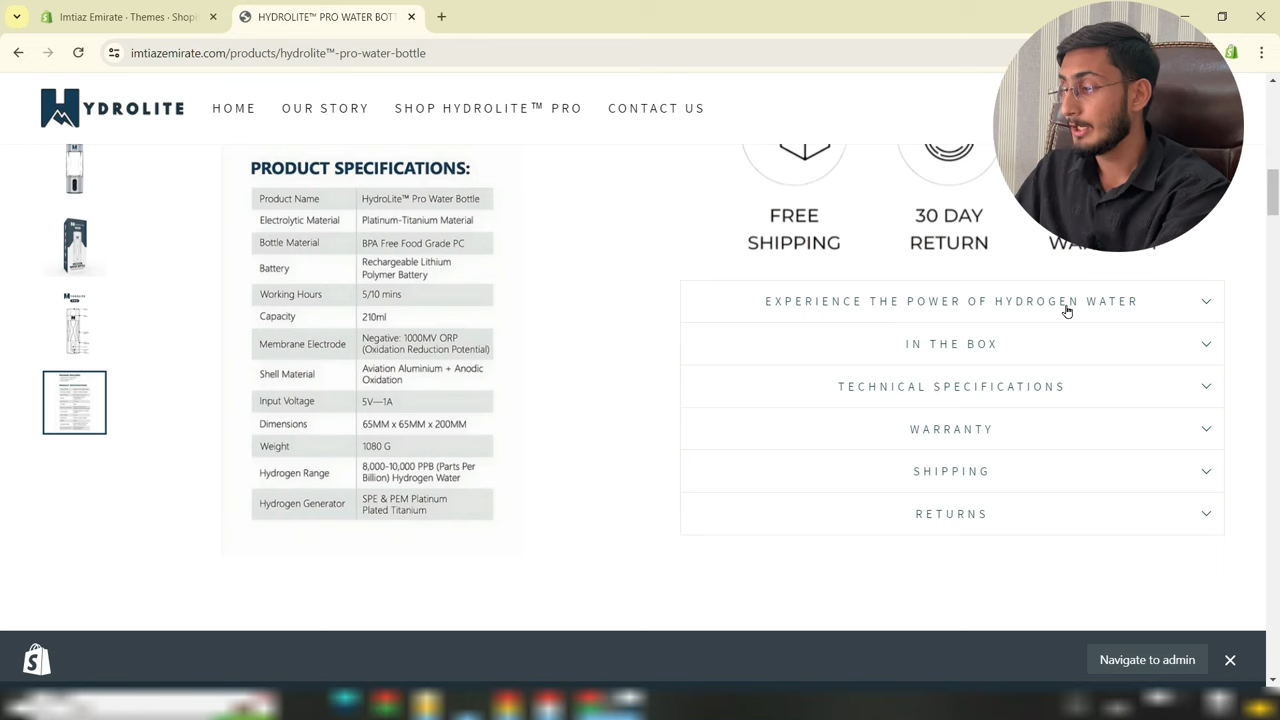 Imtiaz Emirate · Themes · Shopi
HYDROLITE™ PRO WATER BOTT
imtiazemirate.com/products/hydrolite™-pro-water-bottle
HYDROLITE
HOME OUR STORY SHOP HYDROLITE™ PRO CONTACT US
PRODUCT SPECIFICATIONS:
Product Name HydroLite™ Pro Water Bottle
Electrolytic Material Platinum-Titanium Material
Bottle Material BPA Free Food Grade PC
Battery Rechargeable Lithium
Polymer Battery
Working Hours 5/10 mins
Capacity 210ml
Membrane Electrode Negative: 1000MV ORP
(Oxidation Reduction Potential)
Shell Material Aviation Aluminium + Anodic
Oxidation
Input Voltage 5V—1A
Dimensions 65MM x 65MM x 200MM
Weight 1080 G
Hydrogen Range 8,000-10,000 PPB (Parts Per
Billion) Hydrogen Water
Hydrogen Generator SPE & PEM Platinum
Plated Titanium
FREE
SHIPPING
30 DAY
RETURN
EXPERIENCE THE POWER OF HYDROGEN WATER
IN THE BOX
TECHNICAL SPECIFICATIONS
WARRANTY
SHIPPING
RETURNS
Navigate to admin